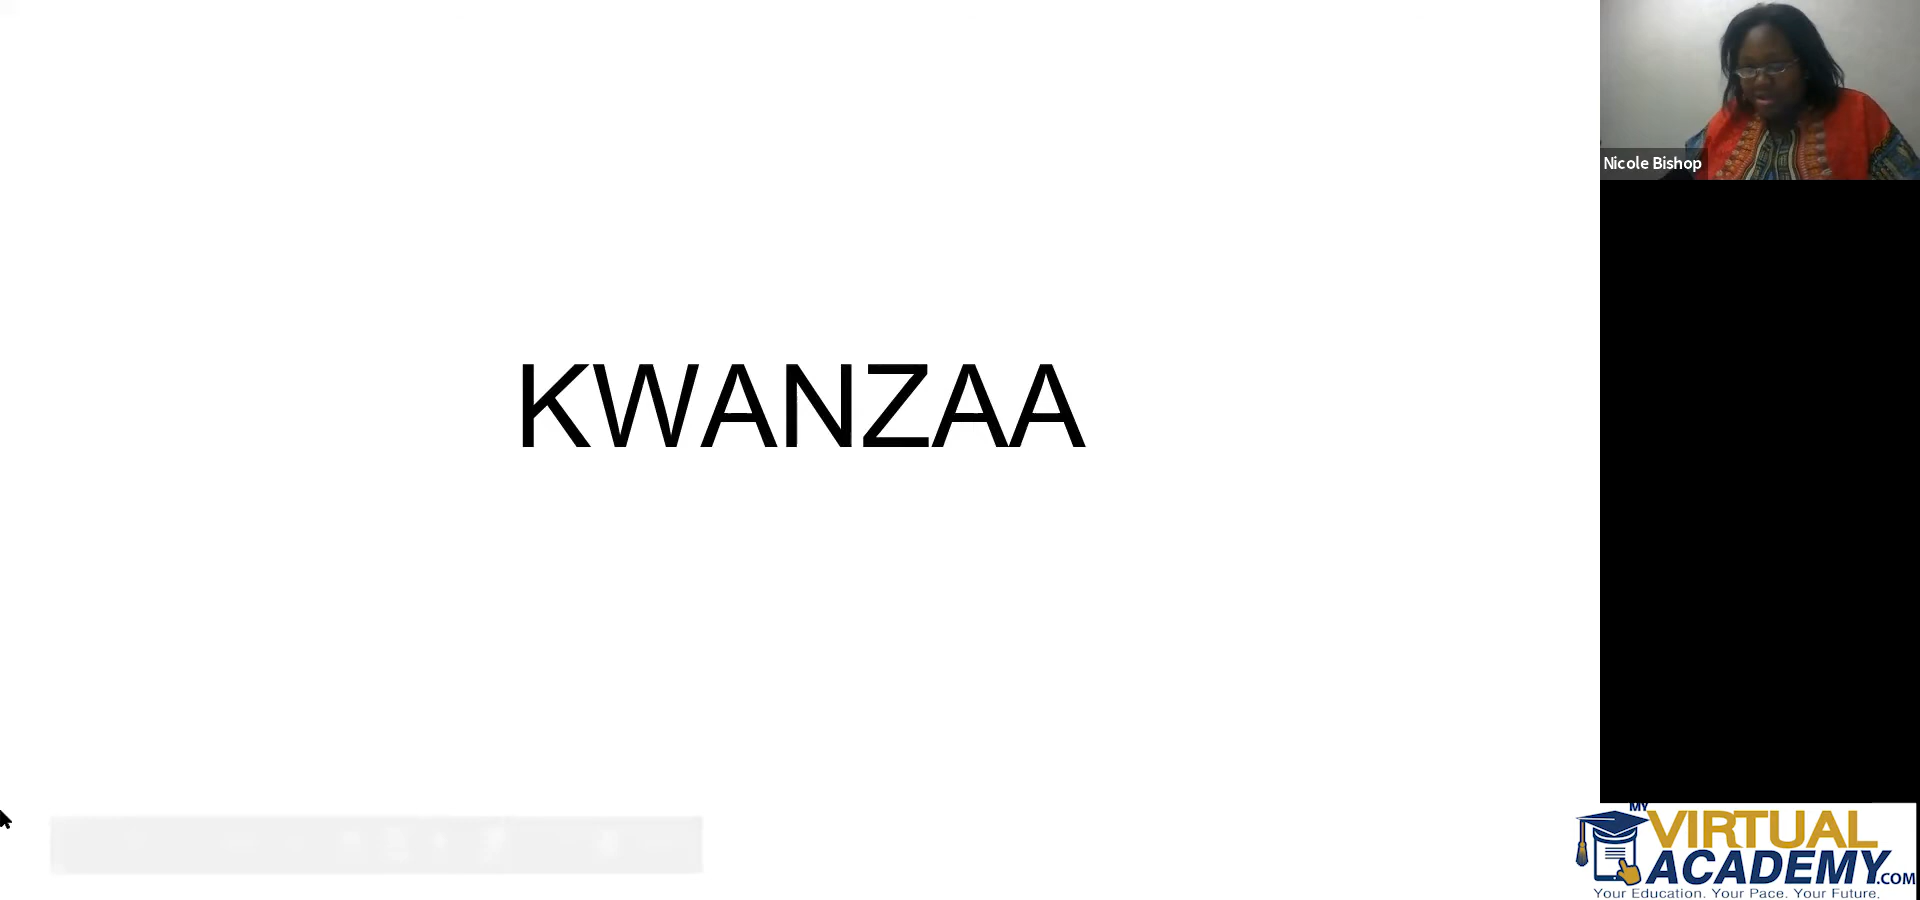 KWANZAA
Nicole Bishop
MY
VIRTUAL
ACADEMY.COM
Your Education. Your Pace. Your Future.